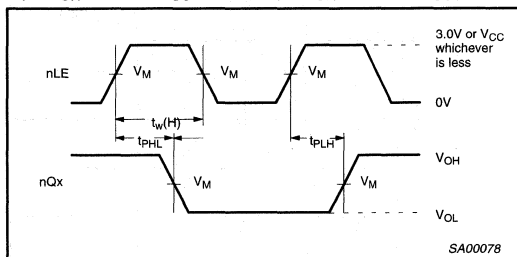 3.0V or VCC
whichever
is less
nLE
VM
VM
VM
0V
tw(H)
tPHL
tPLH
VOH
nQx
VM
VM
VOL
SA00078